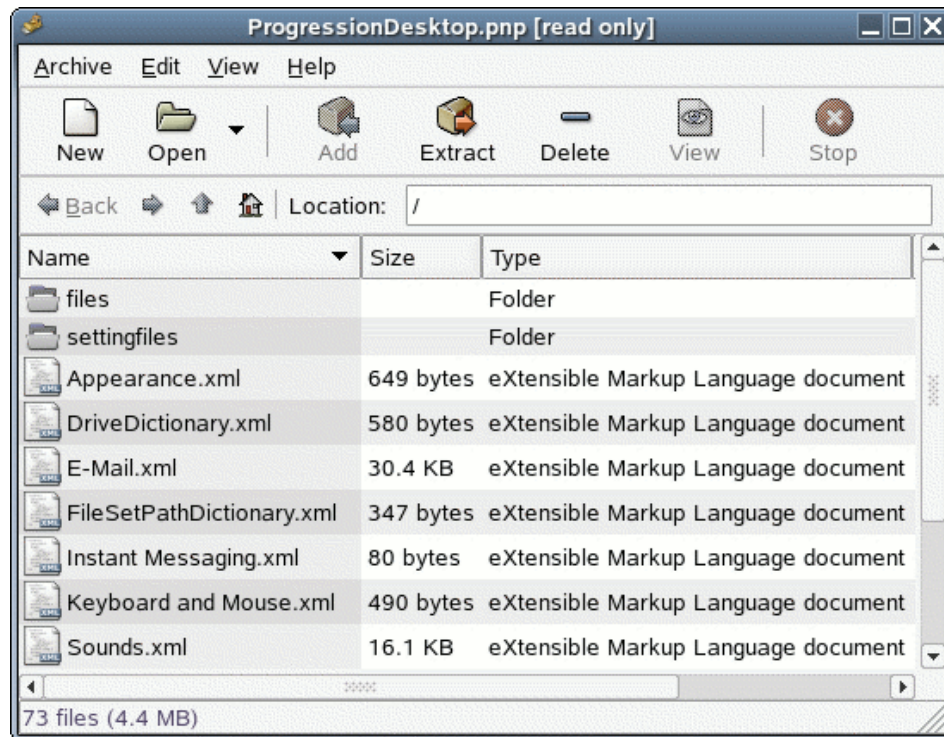 ProgressionDesktop.pnp [read only]
Archive Edit View Help
New Open Add Extract Delete View Stop
Back Location: /
Name Size Type
files Folder
settingfiles Folder
Appearance.xml 649 bytes eXtensible Markup Language document
DriveDictionary.xml 580 bytes eXtensible Markup Language document
E-Mail.xml 30.4 KB eXtensible Markup Language document
FileSetPathDictionary.xml 347 bytes eXtensible Markup Language document
Instant Messaging.xml 80 bytes eXtensible Markup Language document
Keyboard and Mouse.xml 490 bytes eXtensible Markup Language document
Sounds.xml 16.1 KB eXtensible Markup Language document
73 files (4.4 MB)